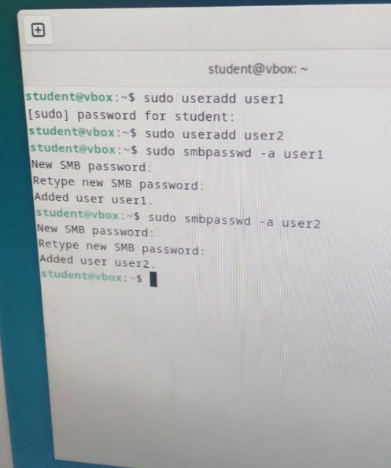 student@vbox: ~
student@vbox:~$ sudo useradd user1
[sudo] password for student:
student@vbox:~$ sudo useradd user2
student@vbox:~$ sudo smbpasswd -a user1
New SMB password:
Retype new SMB password:
Added user user1.
student@vbox:~$ sudo smbpasswd -a user2
New SMB password:
Retype new SMB password:
Added user user2.
student@vbox:~$